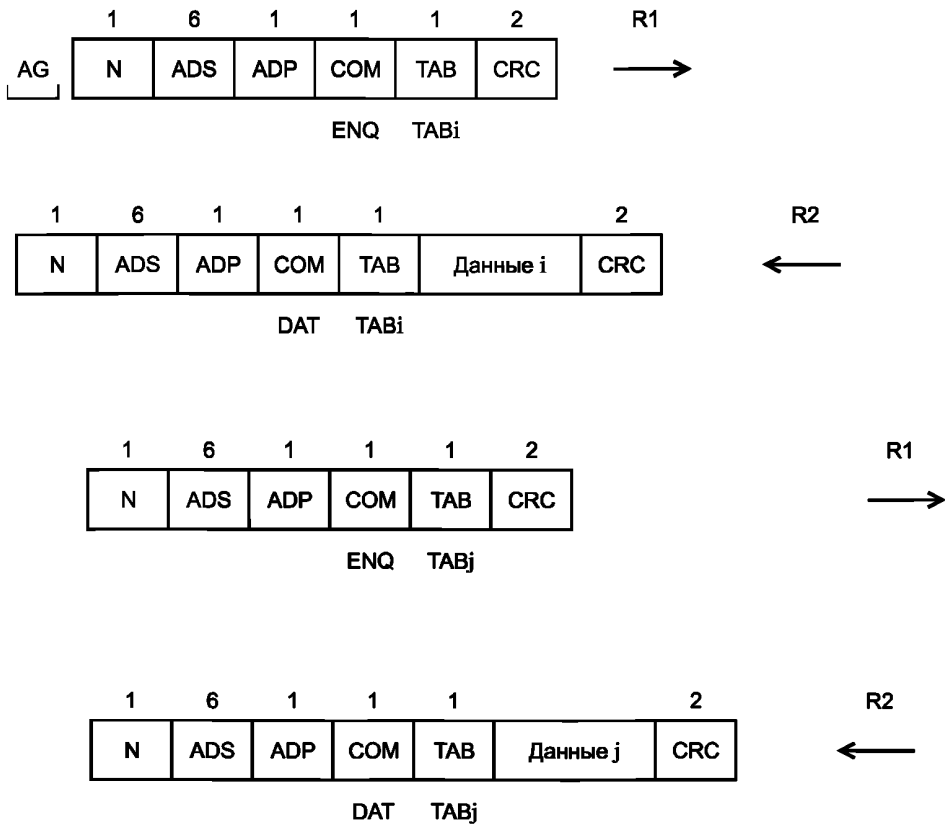 1 6 1 1 1 2 R1
AG N ADS ADP COM TAB CRC
ENQ TABi
1 6 1 1 1 2 R2
N ADS ADP COM TAB Данные i CRC
DAT TABi
1 6 1 1 1 2 R1
N ADS ADP COM TAB CRC
ENQ TABj
1 6 1 1 1 2 R2
N ADS ADP COM TAB Данные j CRC
DAT TABj